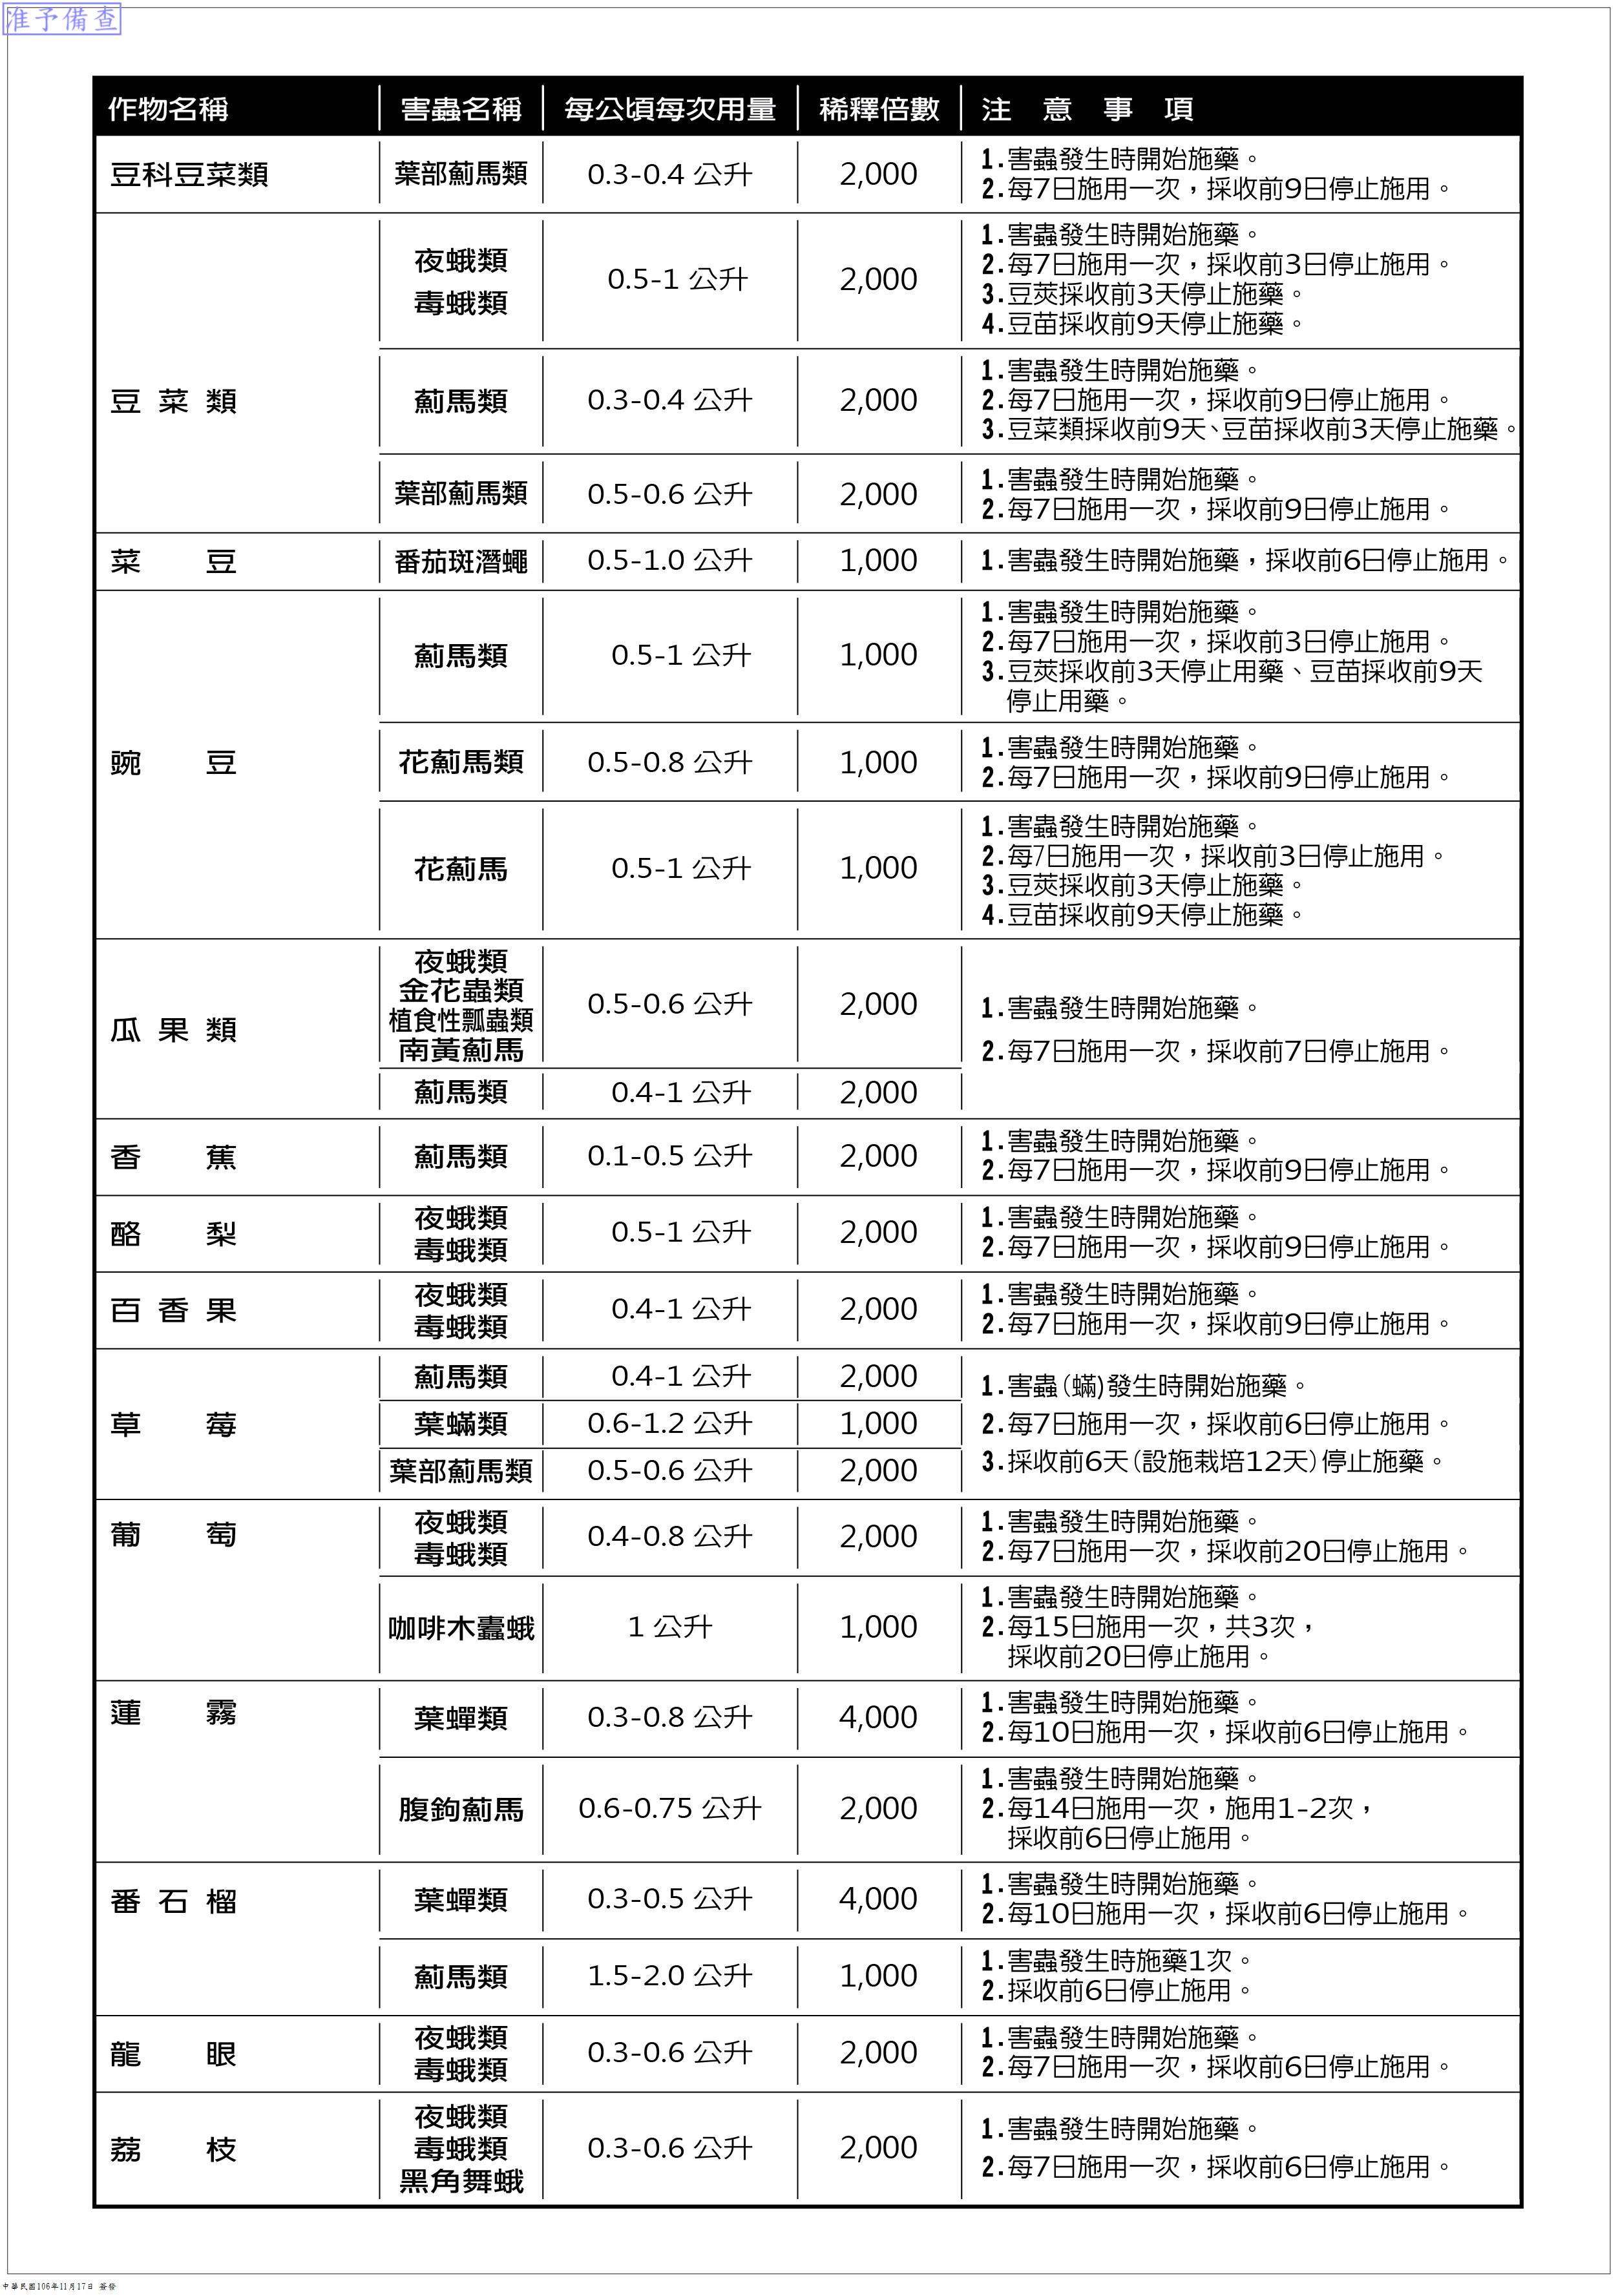 准予備查
作物名稱 害蟲名稱 每公頃每次用量 稀釋倍數 注意事項
豆科豆菜類 葉部薊馬類 0.3-0.4 公升 2,000
1.害蟲發生時開始施藥。
2.每7日施用一次，採收前9日停止施用。
豆菜類
夜蛾類
毒蛾類
0.5-1 公升 2,000
1.害蟲發生時開始施藥。
2.每7日施用一次，採收前3日停止施用。
3.豆莢採收前3天停止施藥。
4.豆苗採收前9天停止施藥。
薊馬類 0.3-0.4 公升 2,000
1.害蟲發生時開始施藥。
2.每7日施用一次，採收前9日停止施用。
3.豆菜類採收前9天、豆苗採收前3天停止施藥。
葉部薊馬類 0.5-0.6 公升 2,000
1.害蟲發生時開始施藥。
2.每7日施用一次，採收前9日停止施用。
菜豆 番茄斑潛蠅 0.5-1.0 公升 1,000 1.害蟲發生時開始施藥，採收前6日停止施用。
豌豆
薊馬類 0.5-1 公升 1,000
1.害蟲發生時開始施藥。
2.每7日施用一次，採收前3日停止施用。
3.豆莢採收前3天停止用藥、豆苗採收前9天
停止用藥。
花薊馬類 0.5-0.8 公升 1,000
1.害蟲發生時開始施藥。
2.每7日施用一次，採收前9日停止施用。
花薊馬 0.5-1 公升 1,000
1.害蟲發生時開始施藥。
2.每7日施用一次，採收前3日停止施用。
3.豆莢採收前3天停止施藥。
4.豆苗採收前9天停止施藥。
瓜果類
夜蛾類
金花蟲類
植食性瓢蟲類
南黃薊馬
0.5-0.6 公升 2,000
1.害蟲發生時開始施藥。
2.每7日施用一次，採收前7日停止施用。
薊馬類 0.4-1 公升 2,000
香蕉 薊馬類 0.1-0.5 公升 2,000
1.害蟲發生時開始施藥。
2.每7日施用一次，採收前9日停止施用。
酪梨
夜蛾類
毒蛾類
0.5-1 公升 2,000
1.害蟲發生時開始施藥。
2.每7日施用一次，採收前9日停止施用。
百香果
夜蛾類
毒蛾類
0.4-1 公升 2,000
1.害蟲發生時開始施藥。
2.每7日施用一次，採收前9日停止施用。
草莓
薊馬類 0.4-1 公升 2,000
葉蟎類 0.6-1.2 公升 1,000
葉部薊馬類 0.5-0.6 公升 2,000
1.害蟲(蟎)發生時開始施藥。
2.每7日施用一次，採收前6日停止施用。
3.採收前6天(設施栽培12天)停止施藥。
葡萄
夜蛾類
毒蛾類
0.4-0.8 公升 2,000
1.害蟲發生時開始施藥。
2.每7日施用一次，採收前20日停止施用。
咖啡木蠹蛾 1 公升 1,000
1.害蟲發生時開始施藥。
2.每15日施用一次，共3次，
採收前20日停止施用。
蓮霧
葉蟬類 0.3-0.8 公升 4,000
1.害蟲發生時開始施藥。
2.每10日施用一次，採收前6日停止施用。
腹鉤薊馬 0.6-0.75 公升 2,000
1.害蟲發生時開始施藥。
2.每14日施用一次，施用1-2次，
採收前6日停止施用。
番石榴
葉蟬類 0.3-0.5 公升 4,000
1.害蟲發生時開始施藥。
2.每10日施用一次，採收前6日停止施用。
薊馬類 1.5-2.0 公升 1,000
1.害蟲發生時施藥1次。
2.採收前6日停止施用。
龍眼
夜蛾類
毒蛾類
0.3-0.6 公升 2,000
1.害蟲發生時開始施藥。
2.每7日施用一次，採收前6日停止施用。
荔枝
夜蛾類
毒蛾類
黑角舞蛾
0.3-0.6 公升 2,000
1.害蟲發生時開始施藥。
2.每7日施用一次，採收前6日停止施用。
中華民國106年11月17日 簽發